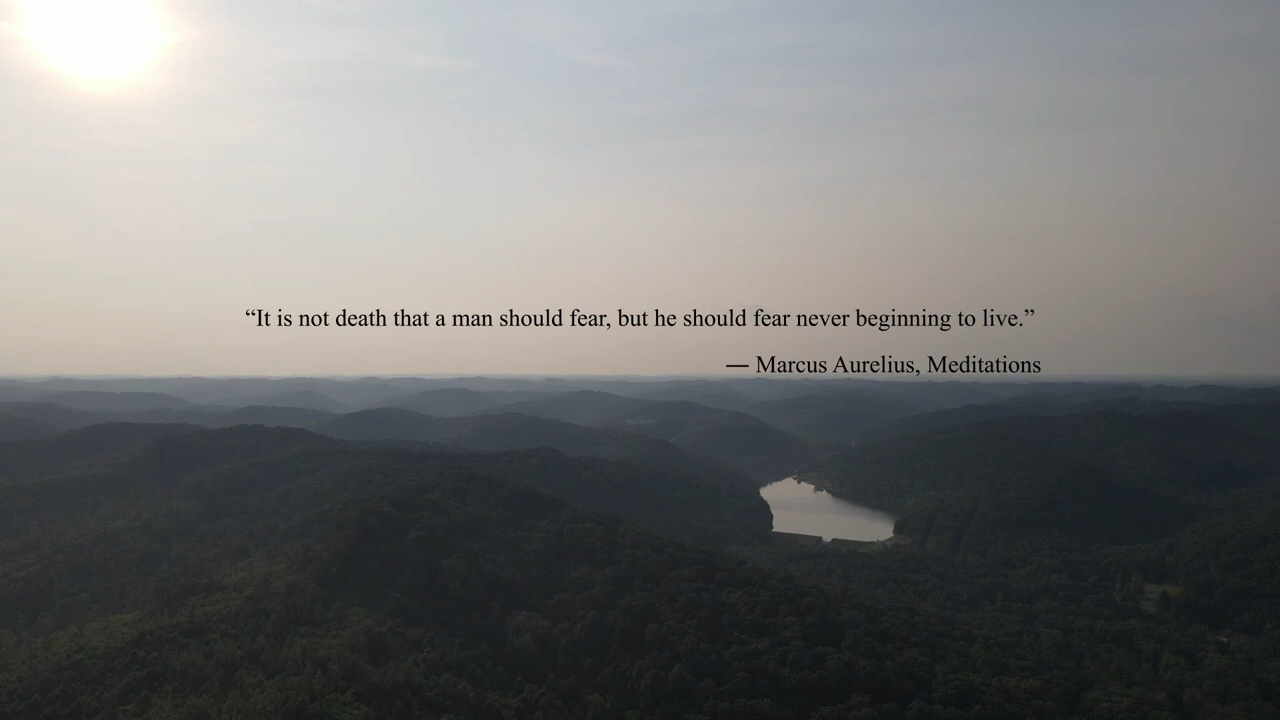 “It is not death that a man should fear, but he should fear never beginning to live.”
— Marcus Aurelius, Meditations